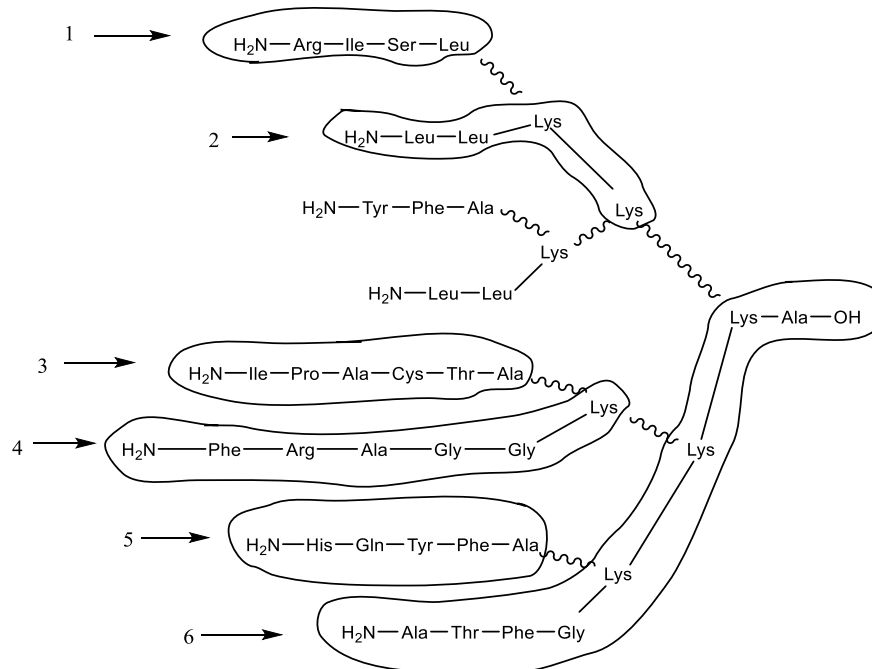 1
H₂N—Arg—Ile—Ser—Leu
2
H₂N—Leu—Leu
Lys
Lys
H₂N—Tyr—Phe—Ala
Lys
H₂N—Leu—Leu
Lys—Ala—OH
3
H₂N—Ile—Pro—Ala—Cys—Thr—Ala
Lys
4
H₂N—Phe—Arg—Ala—Gly—Gly
Lys
5
H₂N—His—Gln—Tyr—Phe—Ala
Lys
6
H₂N—Ala—Thr—Phe—Gly